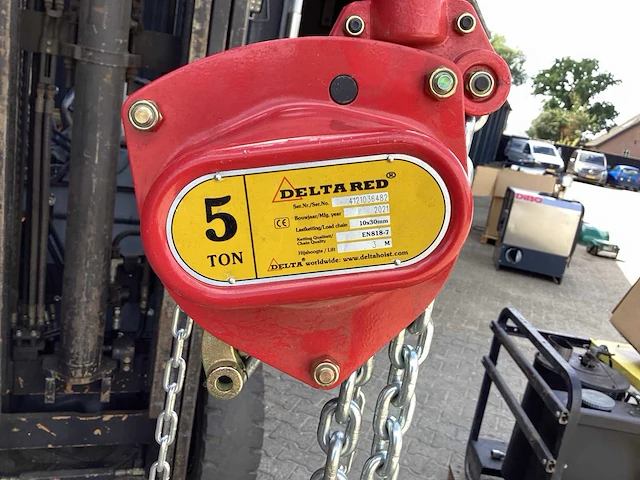 DELTA RED®
5 TON
Ser.Nr./Ser.No. 4121036482
Bouwjaar/Mfg. year 2021
CE
Lastketting/Load chain 10x30mm
Ketting Qualiteit/
Chain Quality EN818-7
Hijshoogte / Lift 3 M
DELTA® worldwide: www.deltahoist.com